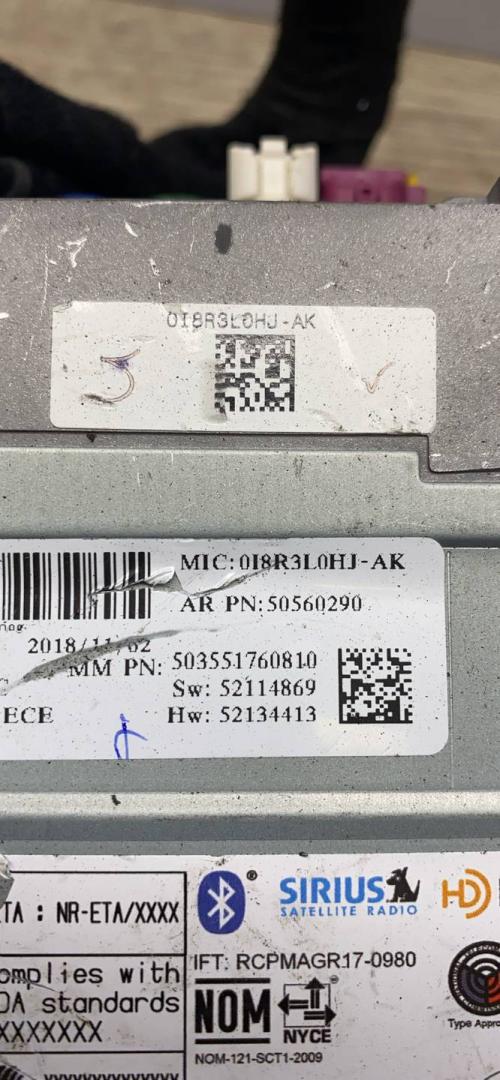 0I8R3L0HJ-AK
MIC:0I8R3L0HJ-AK
AR PN:50560290
2018/11/02
MM PN: 503551760810
Sw: 52114869
ECE
Hw: 52134413
TA : NR-ETA/XXXX
SIRIUS
SATELLITE RADIO
HD
IFT: RCPMAGR17-0980
omplies with
DA standards
XXXXXXX
NOM
NYCE
NOM-121-SCT1-2009
Type Appro